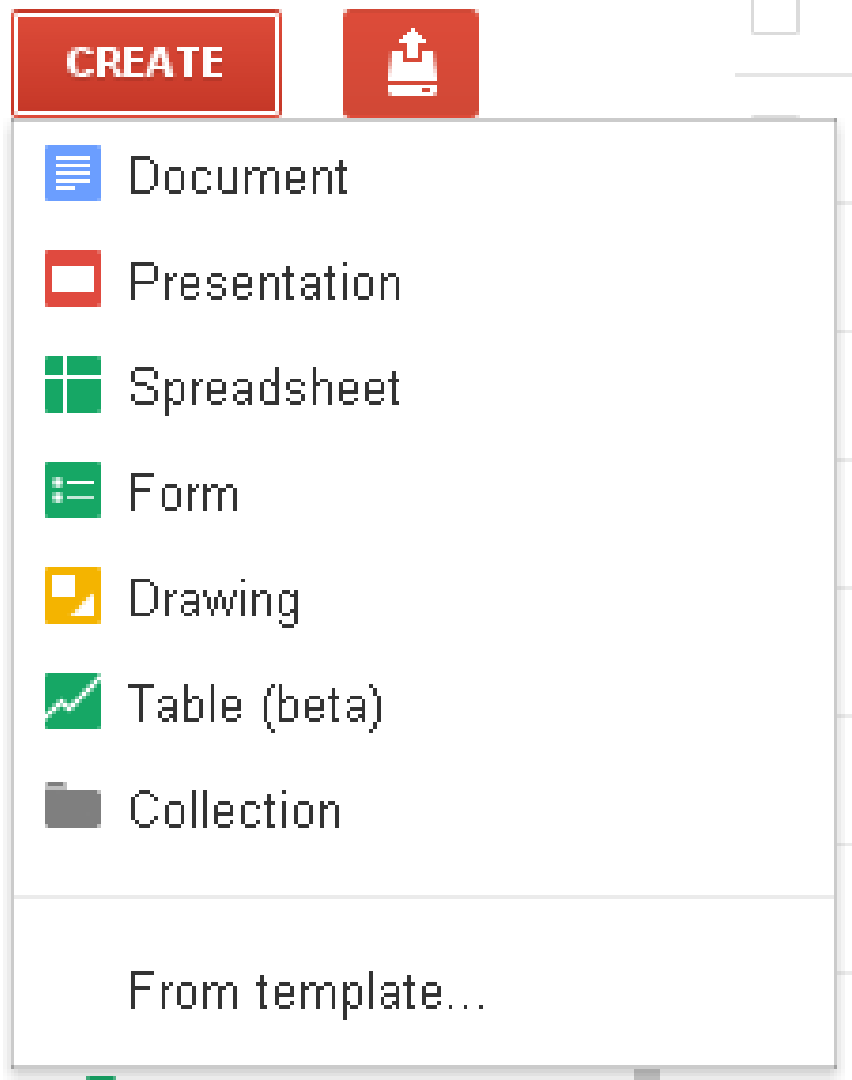 CREATE
Document
Presentation
Spreadsheet
Form
Drawing
Table (beta)
Collection
From template...